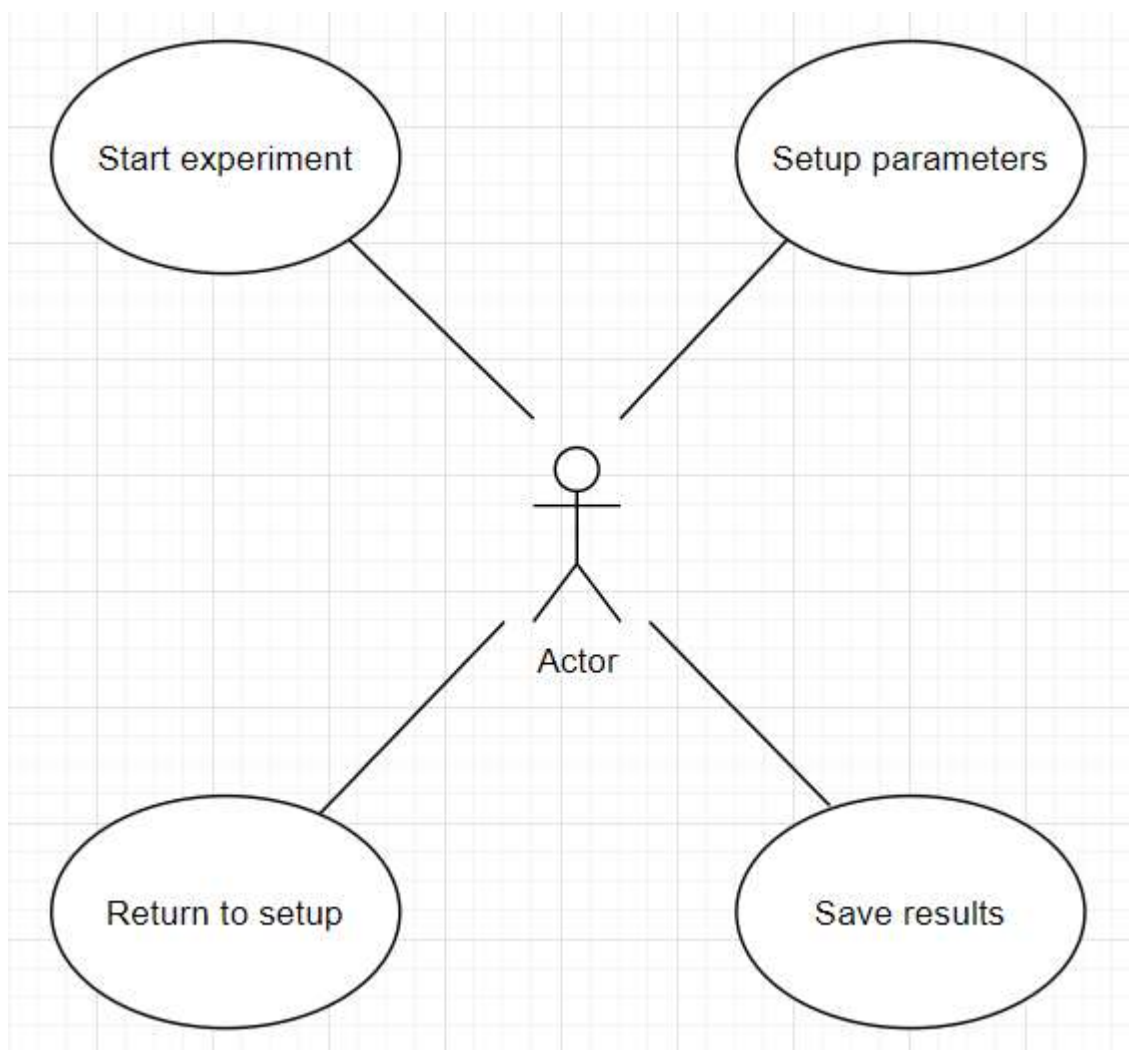 Start experiment
Setup parameters
Actor
Return to setup
Save results